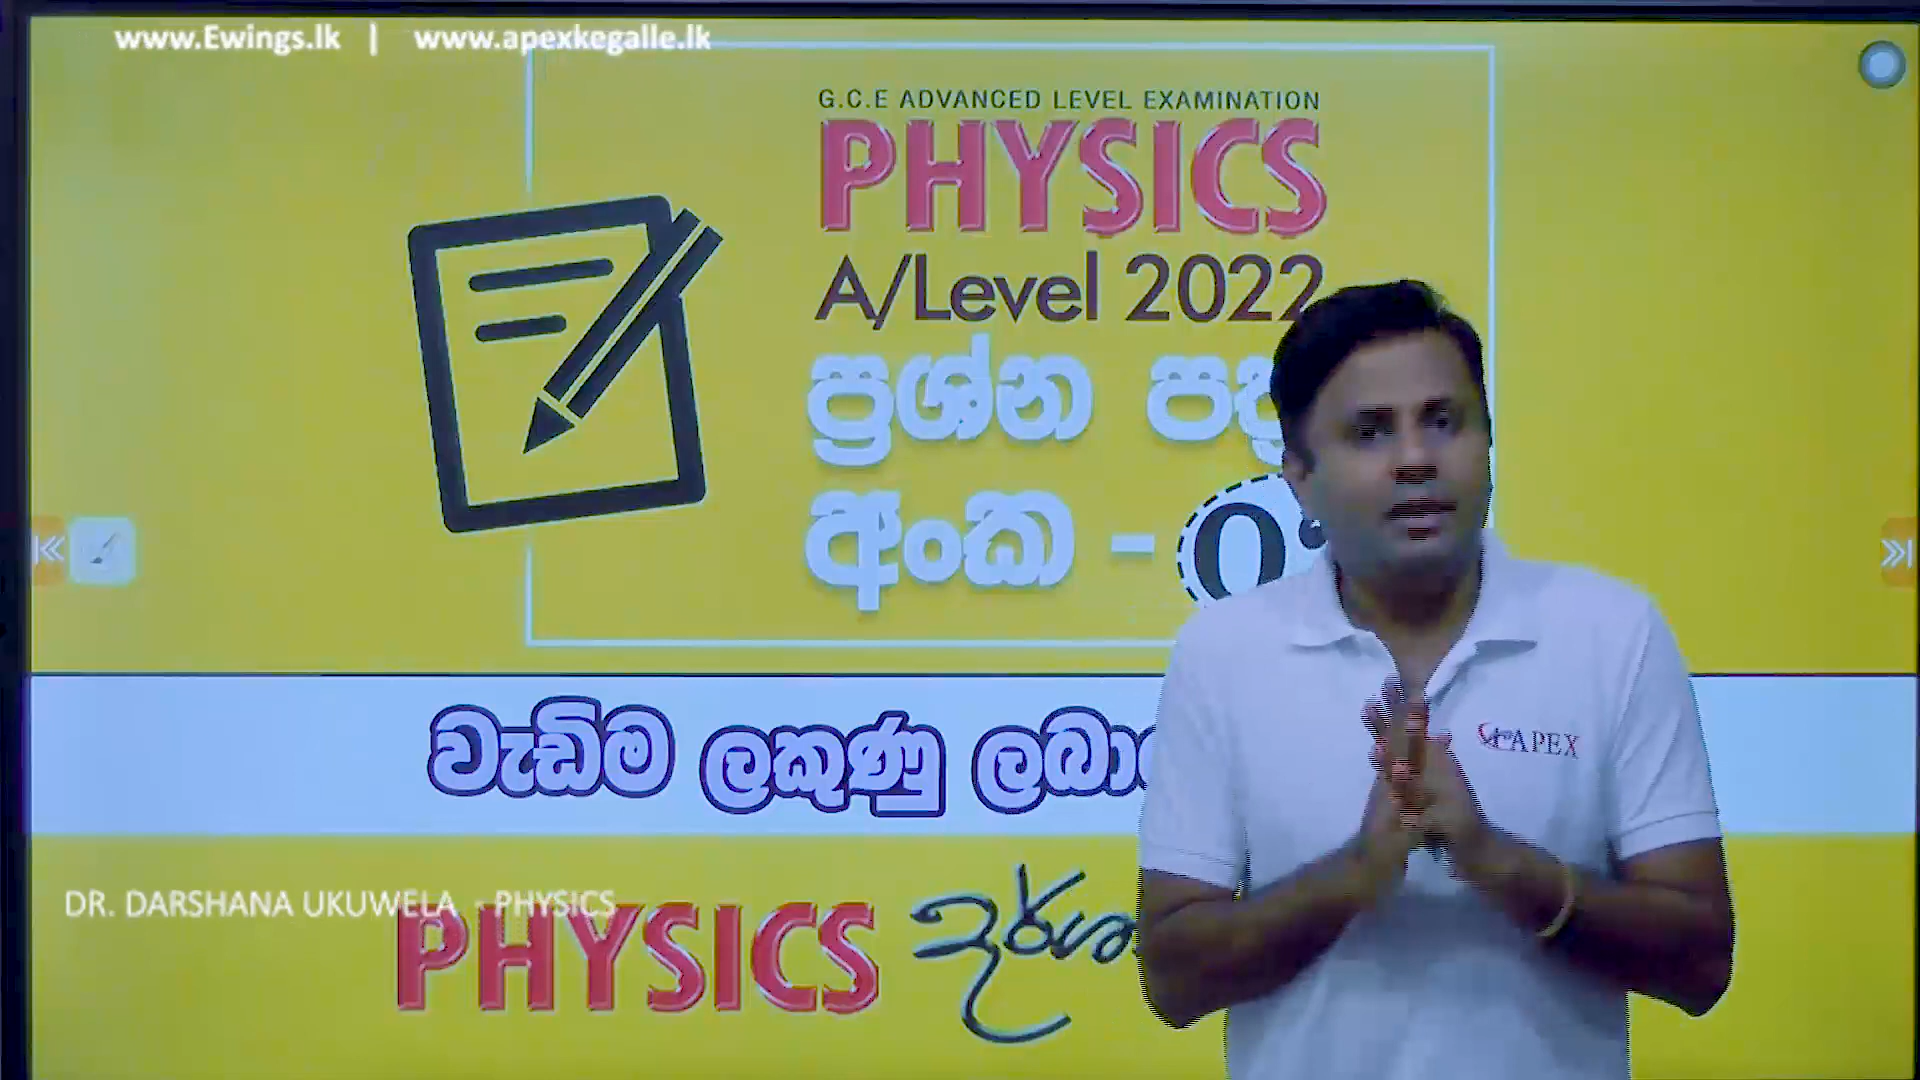 www.Ewings.lk | www.apexkegalle.lk
G.C.E ADVANCED LEVEL EXAMINATION
PHYSICS
A/Level 2022
ප්‍රශ්න
අංක -
වැඩිම ලකුණු
APEX
DR. DARSHANA UKUWELA - PHYSICS
PHYSICS